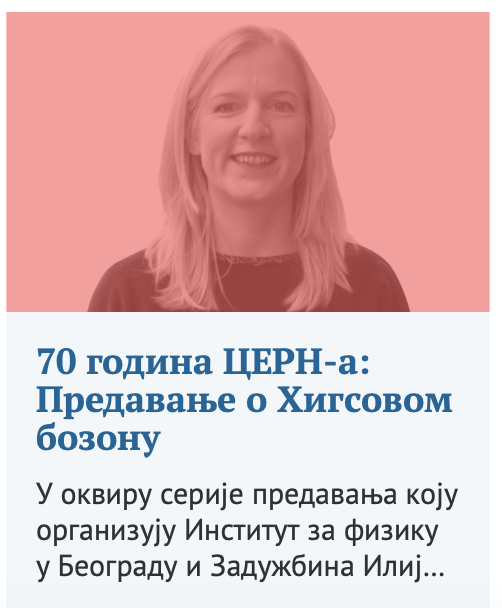 70 година ЦЕРН-а:
Предавање о Хигсовом
бозону
У оквиру серије предавања коју
организују Институт за физику
у Београду и Задужбина Илиј...